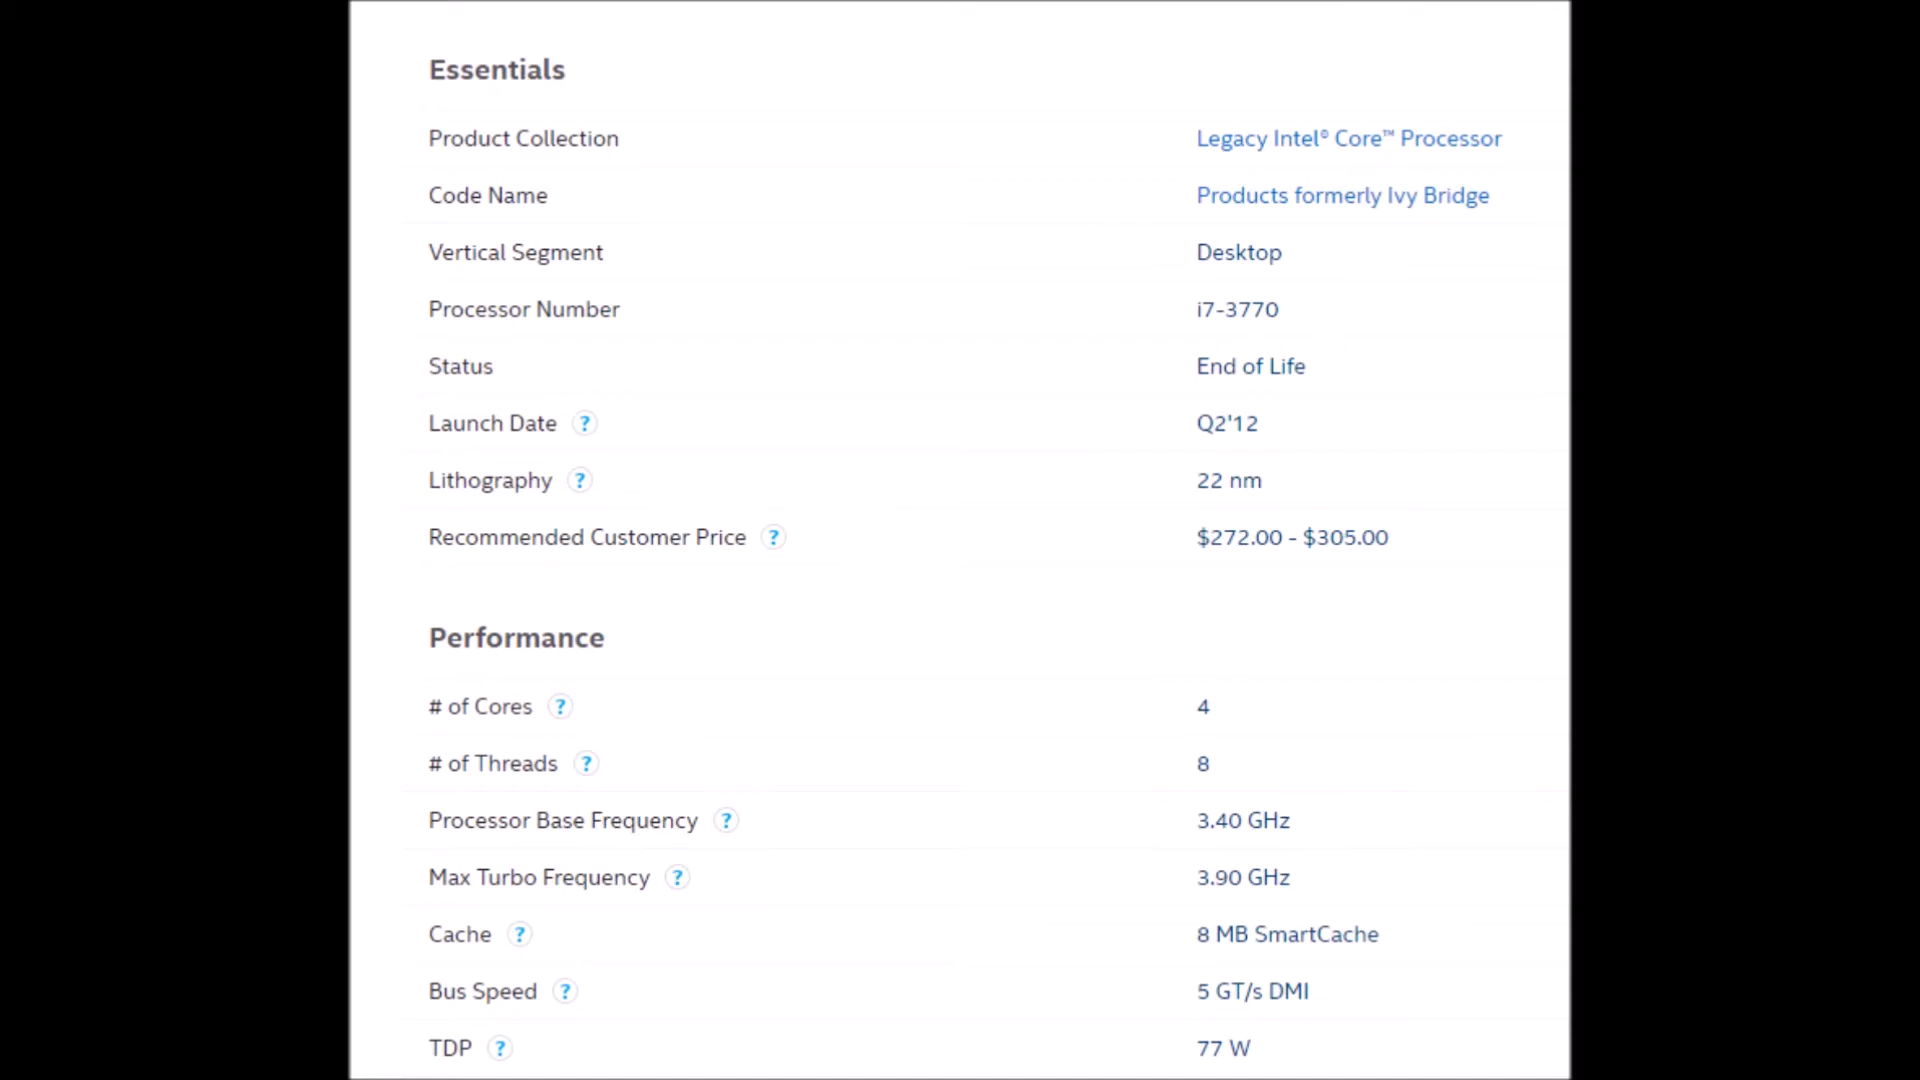 Essentials
Product Collection Legacy Intel® Core™ Processor
Code Name Products formerly Ivy Bridge
Vertical Segment Desktop
Processor Number i7-3770
Status End of Life
Launch Date ? Q2'12
Lithography ? 22 nm
Recommended Customer Price ? $272.00 - $305.00
Performance
# of Cores ? 4
# of Threads ? 8
Processor Base Frequency ? 3.40 GHz
Max Turbo Frequency ? 3.90 GHz
Cache ? 8 MB SmartCache
Bus Speed ? 5 GT/s DMI
TDP ? 77 W